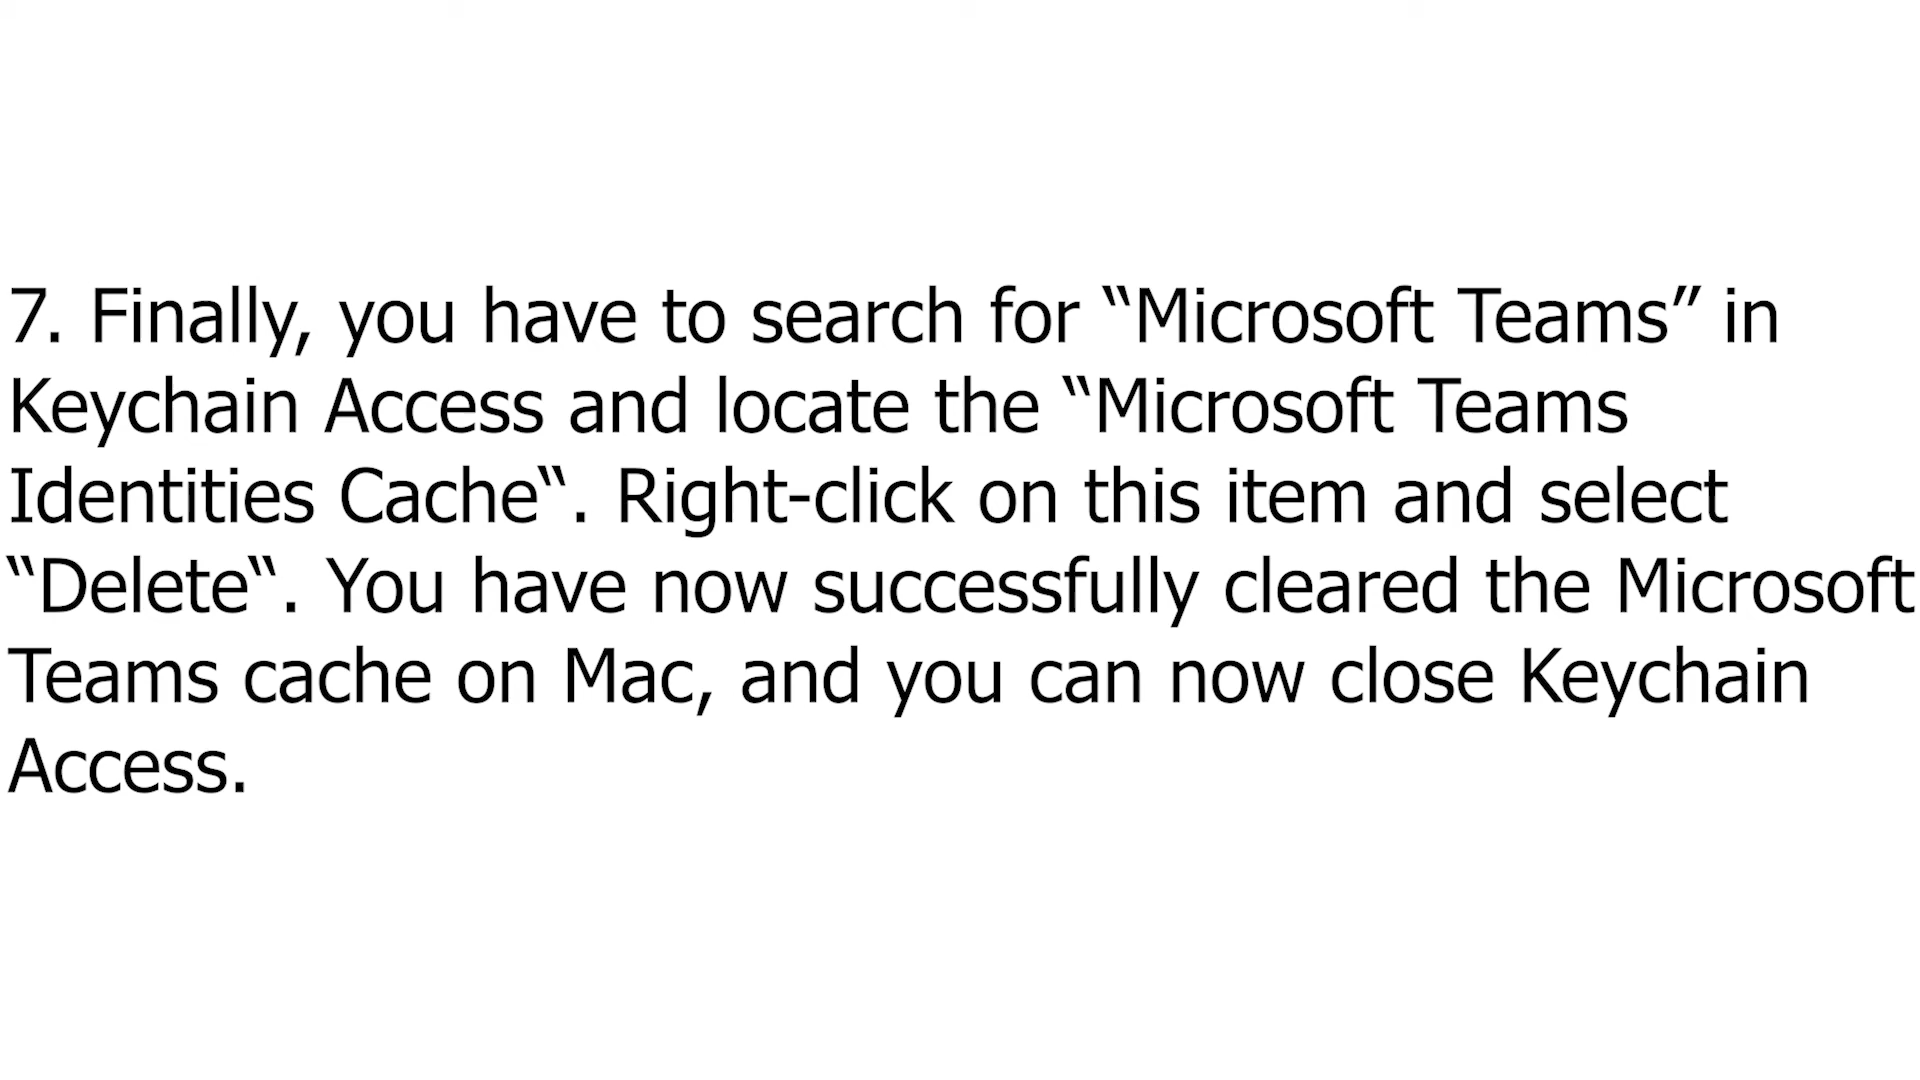 7. Finally, you have to search for “Microsoft Teams” in
Keychain Access and locate the “Microsoft Teams
Identities Cache“. Right-click on this item and select
“Delete“. You have now successfully cleared the Microsoft
Teams cache on Mac, and you can now close Keychain
Access.